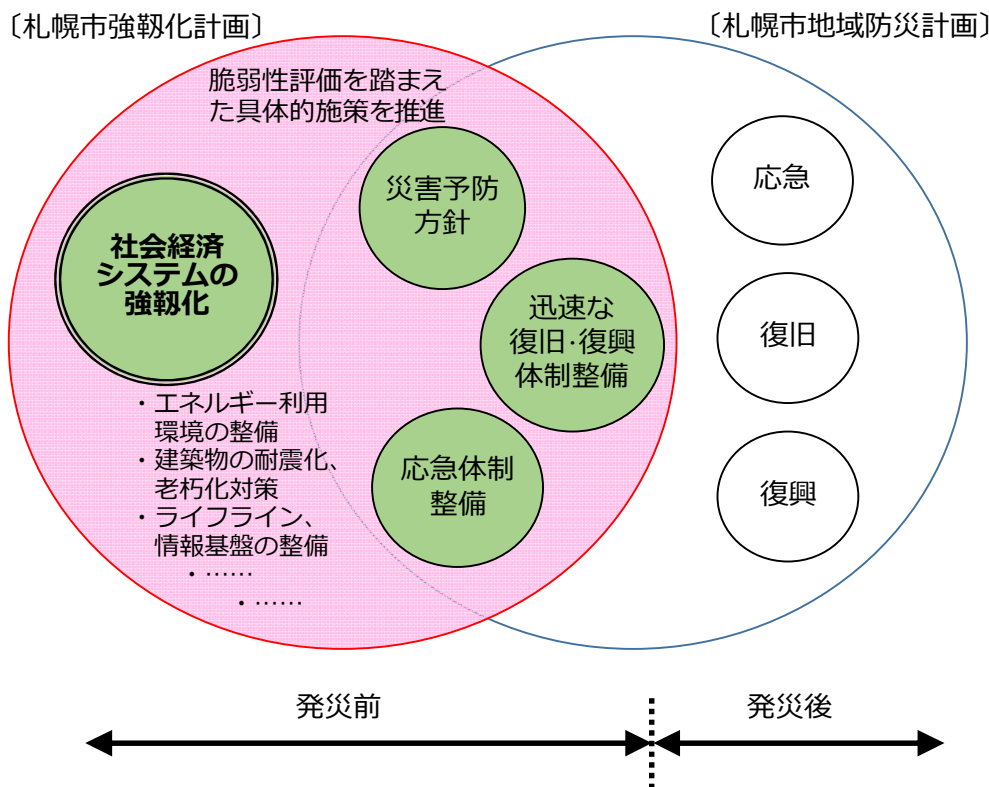 〔札幌市強靱化計画〕
〔札幌市地域防災計画〕
脆弱性評価を踏まえ
た具体的施策を推進
社会経済
システムの
強靱化
・エネルギー利用
環境の整備
・建築物の耐震化、
老朽化対策
・ライフライン、
情報基盤の整備
・……
・……
災害予防
方針
迅速な
復旧･復興
体制整備
応急体制
整備
応急
復旧
復興
発災前
発災後